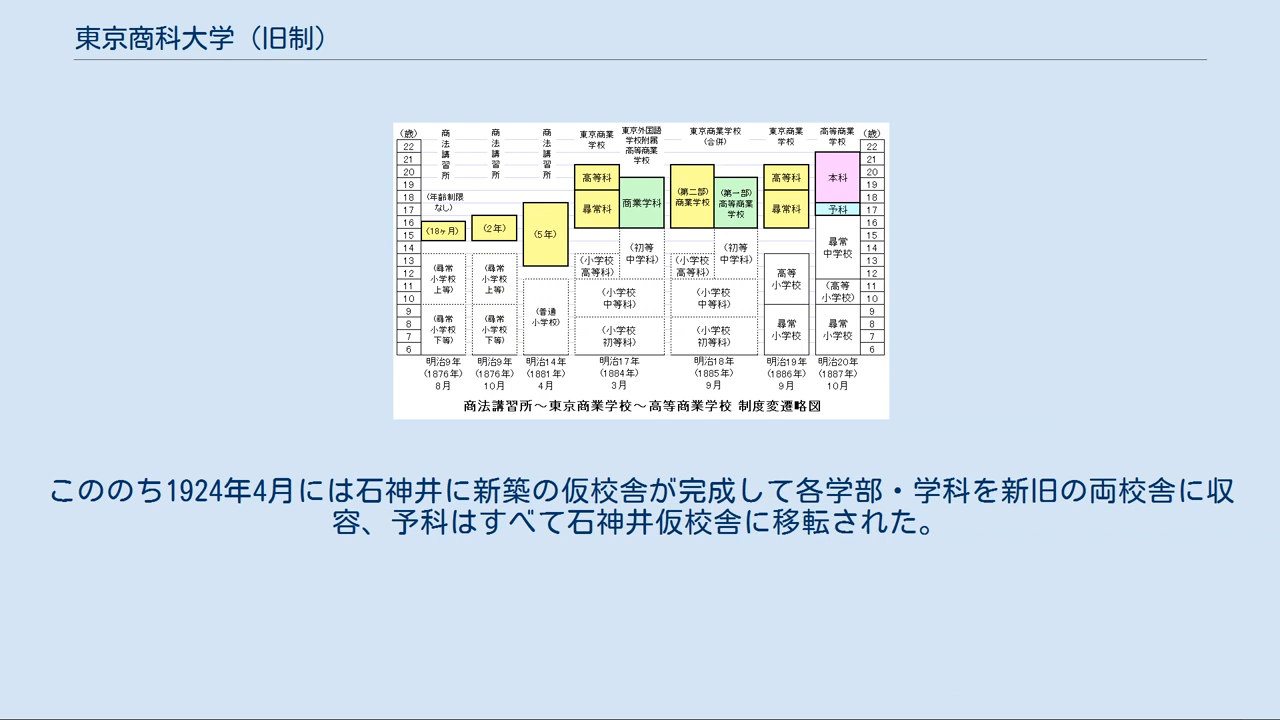 東京商科大学（旧制）
（歳） 商法講習所 商法講習所 商法講習所 東京商業学校 東京外国語学校附属高等商業学校 東京商業学校（合併） 東京商業学校 高等商業学校 （歳）
22 22
21 21
20 高等科 高等科 本科 20
19 （第二部）商業学校 （第一部）高等商業学校 19
18 （年齢制限なし） 商業学科 18
17 尋常科 尋常科 予科 17
16 （2年） 16
15 （18ヶ月） （5年） 15
14 （初等中学科） （初等中学科） 尋常中学校 14
13 （小学校高等科） （小学校高等科） 13
12 （尋常小学校上等） （尋常小学校上等） 高等小学校 12
11 （高等小学校） 11
10 （小学校中等科） （小学校中等科） 10
9 （普通小学校） 9
8 （尋常小学校下等） （尋常小学校下等） 尋常小学校 尋常小学校 8
7 （小学校初等科） （小学校初等科） 7
6 6
明治9年 明治9年 明治14年 明治17年 明治18年 明治19年 明治20年
（1876年） （1876年） （1881年） （1884年） （1885年） （1886年） （1887年）
8月 10月 4月 3月 9月 9月 10月
商法講習所～東京商業学校～高等商業学校 制度変遷略図
こののち1924年4月には石神井に新築の仮校舎が完成して各学部・学科を新旧の両校舎に収
容、予科はすべて石神井仮校舎に移転された。